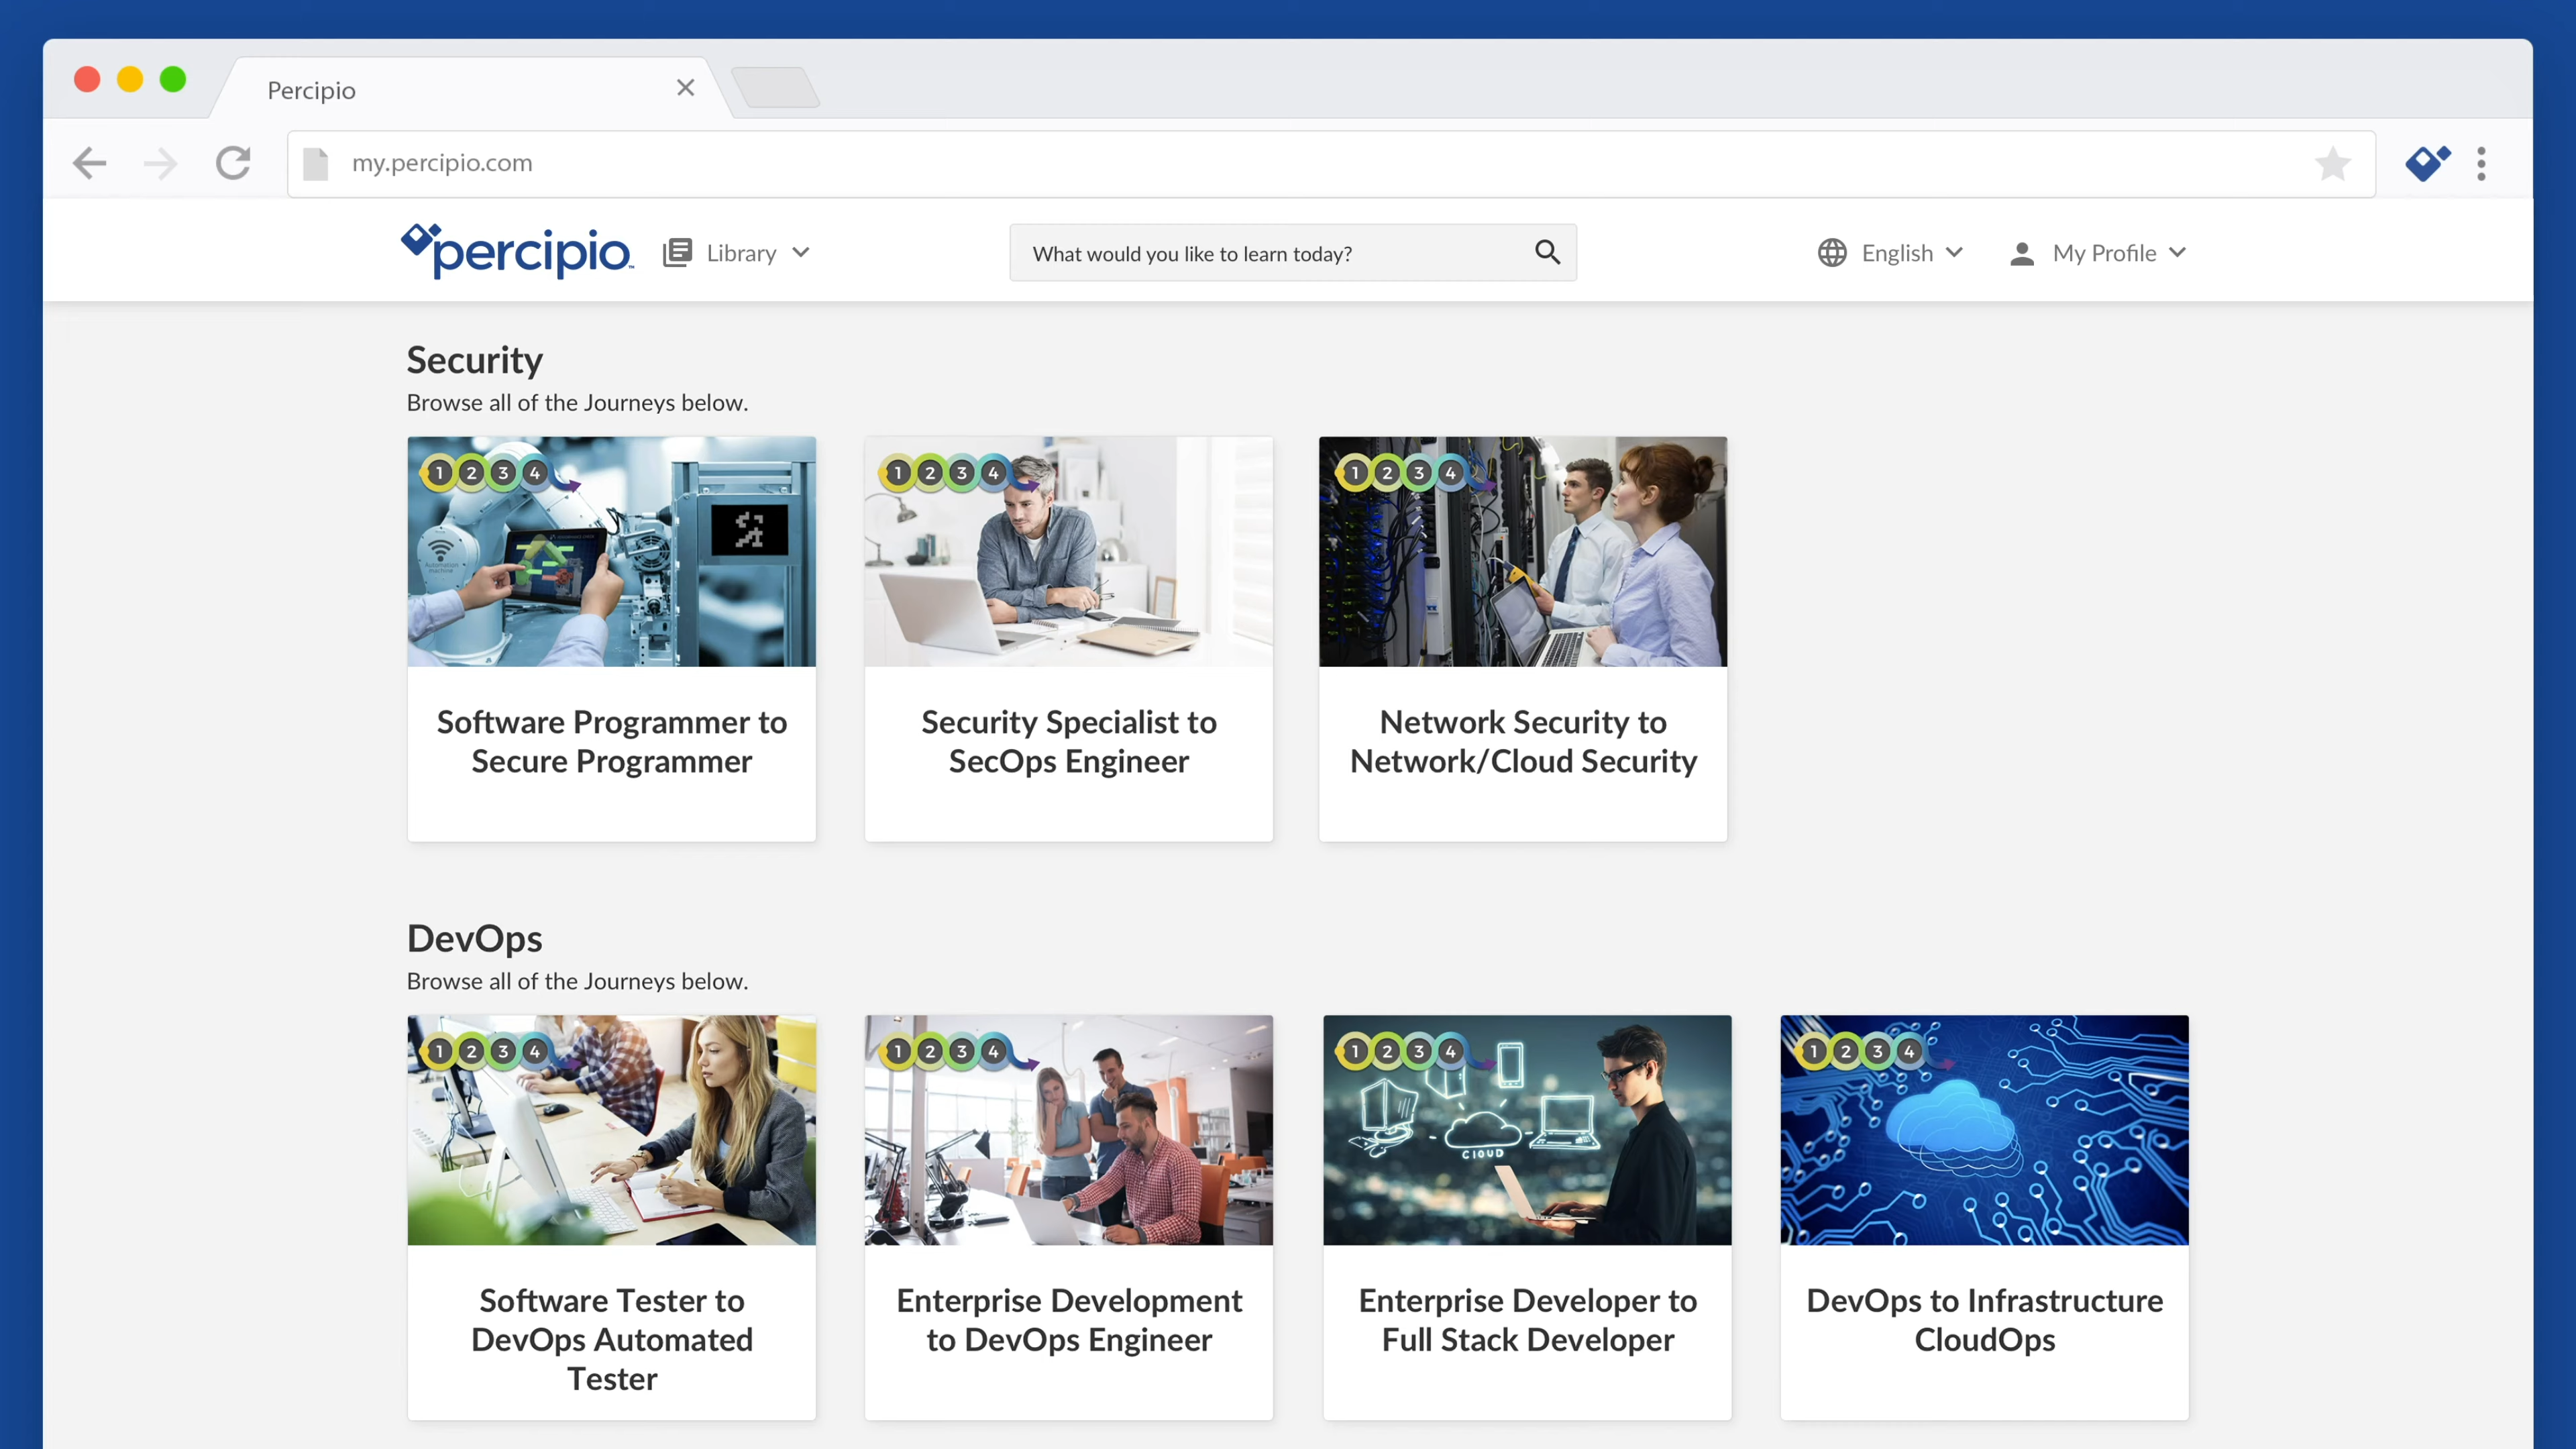 Percipio
my.percipio.com
percipio
Library
What would you like to learn today?
English
My Profile
Security
Browse all of the Journeys below.
1 2 3 4
1 2 3 4
1 2 3 4
Automation
machine
Software Programmer to
Secure Programmer
Security Specialist to
SecOps Engineer
Network Security to
Network/Cloud Security
DevOps
Browse all of the Journeys below.
1 2 3 4
1 2 3 4
1 2 3 4
1 2 3 4
CLOUD
Software Tester to
DevOps Automated
Tester
Enterprise Development
to DevOps Engineer
Enterprise Developer to
Full Stack Developer
DevOps to Infrastructure
CloudOps